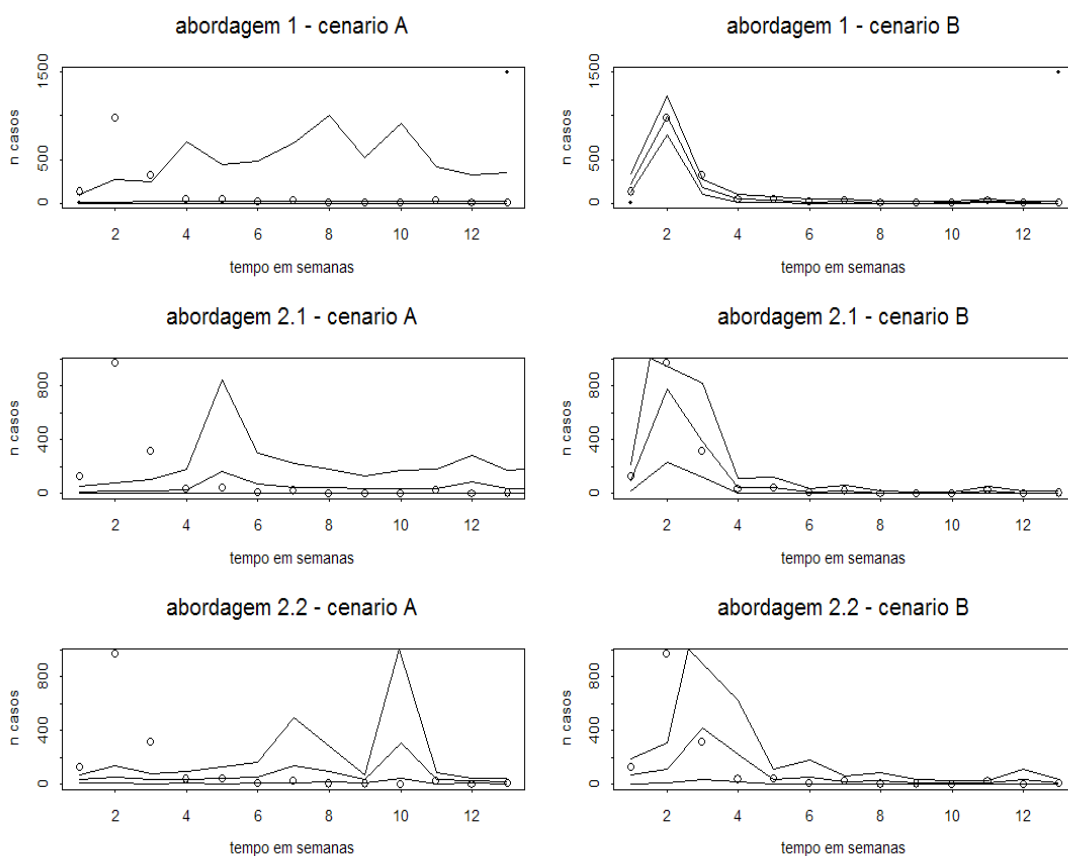 abordagem 1 - cenario A
n casos
0 500 1500
2 4 6 8 10 12
tempo em semanas
abordagem 1 - cenario B
n casos
0 500 1500
2 4 6 8 10 12
tempo em semanas
abordagem 2.1 - cenario A
n casos
0 400 800
2 4 6 8 10 12
tempo em semanas
abordagem 2.1 - cenario B
n casos
0 400 800
2 4 6 8 10 12
tempo em semanas
abordagem 2.2 - cenario A
n casos
0 400 800
2 4 6 8 10 12
tempo em semanas
abordagem 2.2 - cenario B
n casos
0 400 800
2 4 6 8 10 12
tempo em semanas